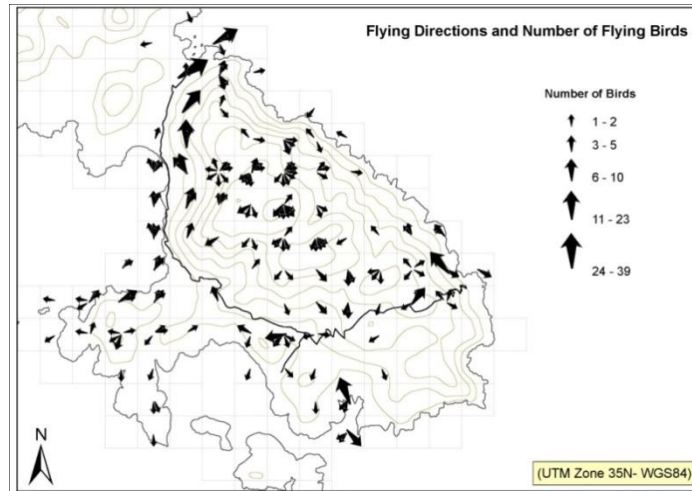 Flying Directions and Number of Flying Birds
Number of Birds
1 - 2
3 - 5
6 - 10
11 - 23
24 - 39
N
(UTM Zone 35N- WGS84)